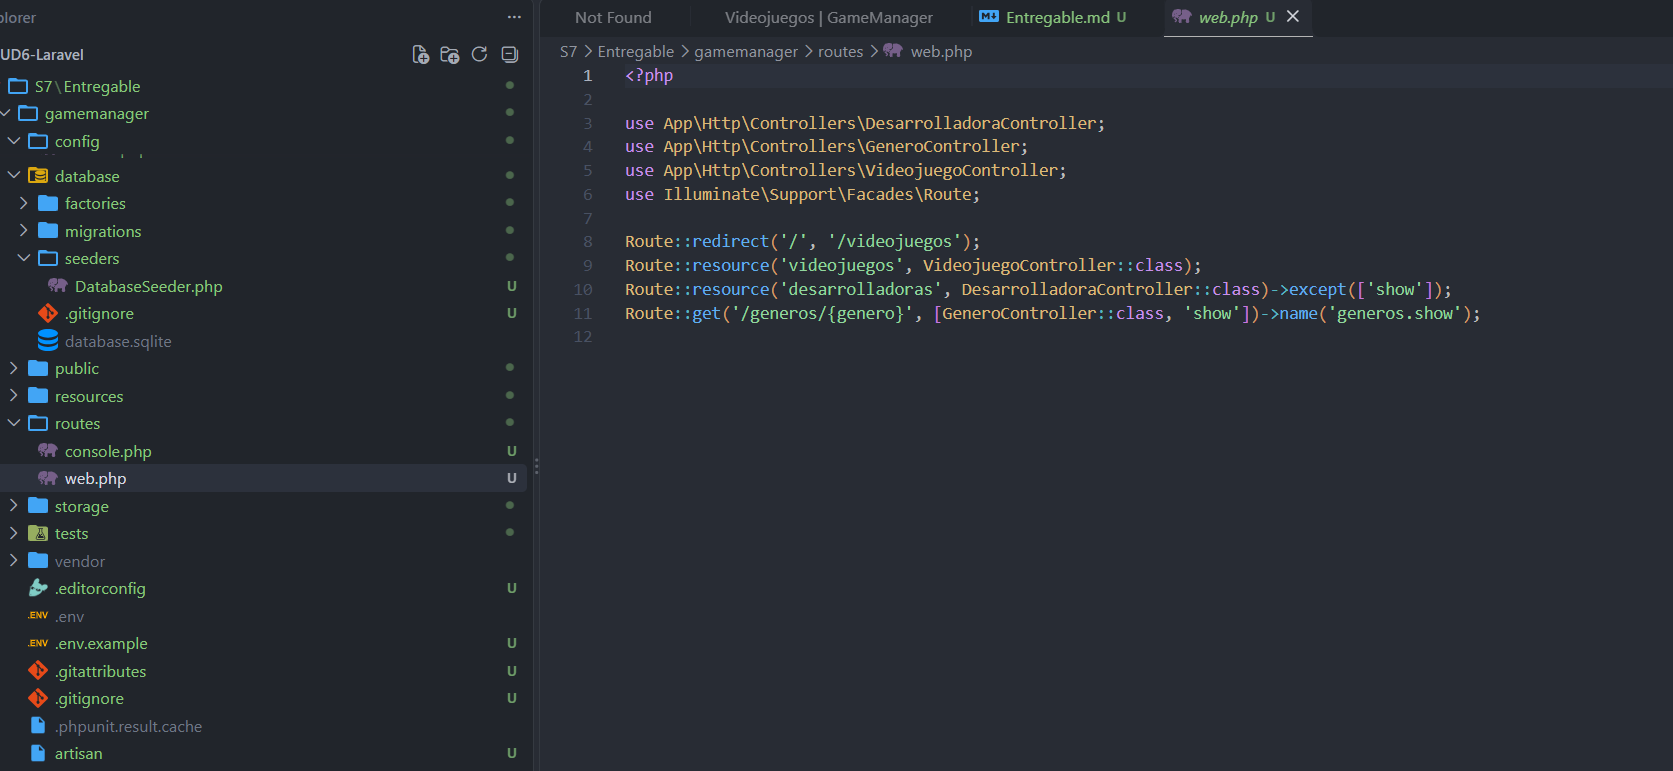 plorer
UD6-Laravel
S7\Entregable
gamemanager
config
database
factories
migrations
seeders
DatabaseSeeder.php U
.gitignore U
database.sqlite
public
resources
routes
console.php U
web.php U
storage
tests
vendor
.editorconfig U
.ENV .env
.ENV .env.example U
.gitattributes U
.gitignore U
.phpunit.result.cache
artisan U
Not Found Videojuegos | GameManager M Entregable.md U web.php U
S7 > Entregable > gamemanager > routes > web.php
1 <?php
2
3 use App\Http\Controllers\DesarrolladoraController;
4 use App\Http\Controllers\GeneroController;
5 use App\Http\Controllers\VideojuegoController;
6 use Illuminate\Support\Facades\Route;
7
8 Route::redirect('/', '/videojuegos');
9 Route::resource('videojuegos', VideojuegoController::class);
10 Route::resource('desarrolladoras', DesarrolladoraController::class)->except(['show']);
11 Route::get('/generos/{genero}', [GeneroController::class, 'show'])->name('generos.show');
12